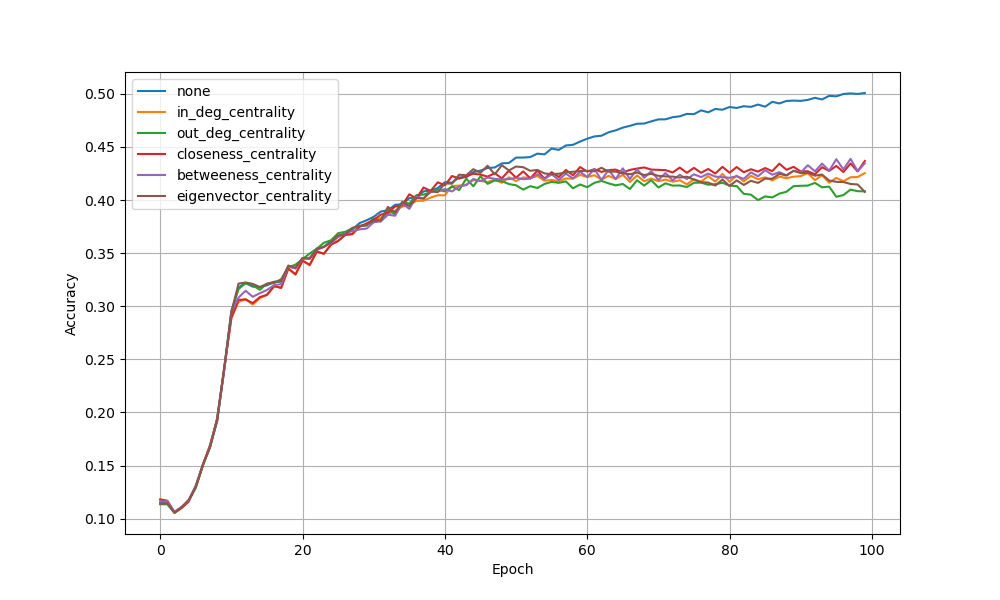 0.50
0.45
0.40
0.35
0.30
0.25
0.20
0.15
0.10
Accuracy
none
in_deg_centrality
out_deg_centrality
closeness_centrality
betweeness_centrality
eigenvector_centrality
0 20 40 60 80 100
Epoch